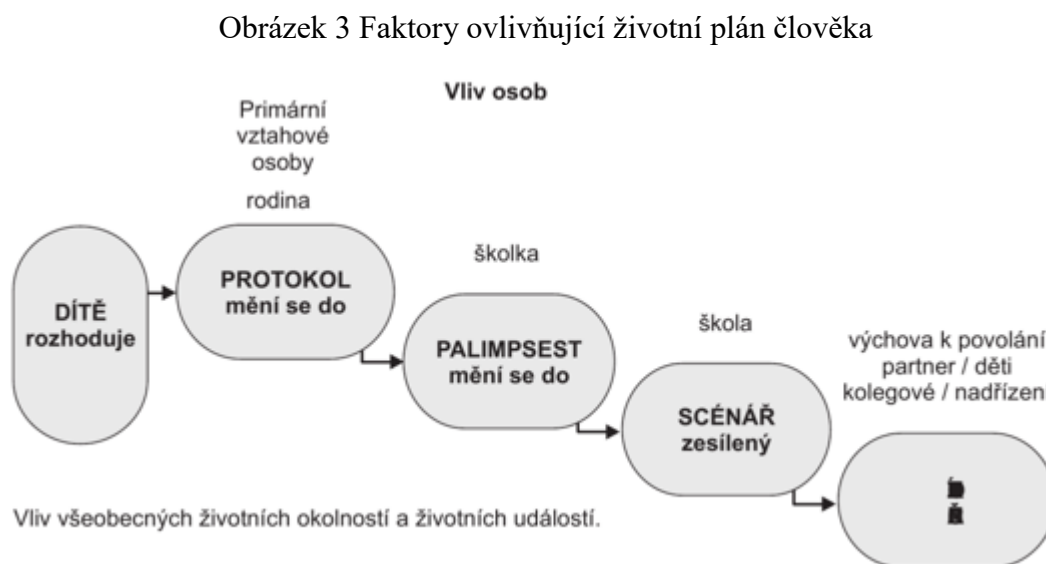 Obrázek 3 Faktory ovlivňující životní plán člověka
Vliv osob
Primární
vztahové
osoby
rodina
DÍTĚ
rozhoduje
PROTOKOL
mění se do
školka
PALIMPSEST
mění se do
škola
SCÉNÁŘ
zesílený
výchova k povolání
partner / děti
kolegové / nadřízení
Vliv všeobecných životních okolností a životních událostí.